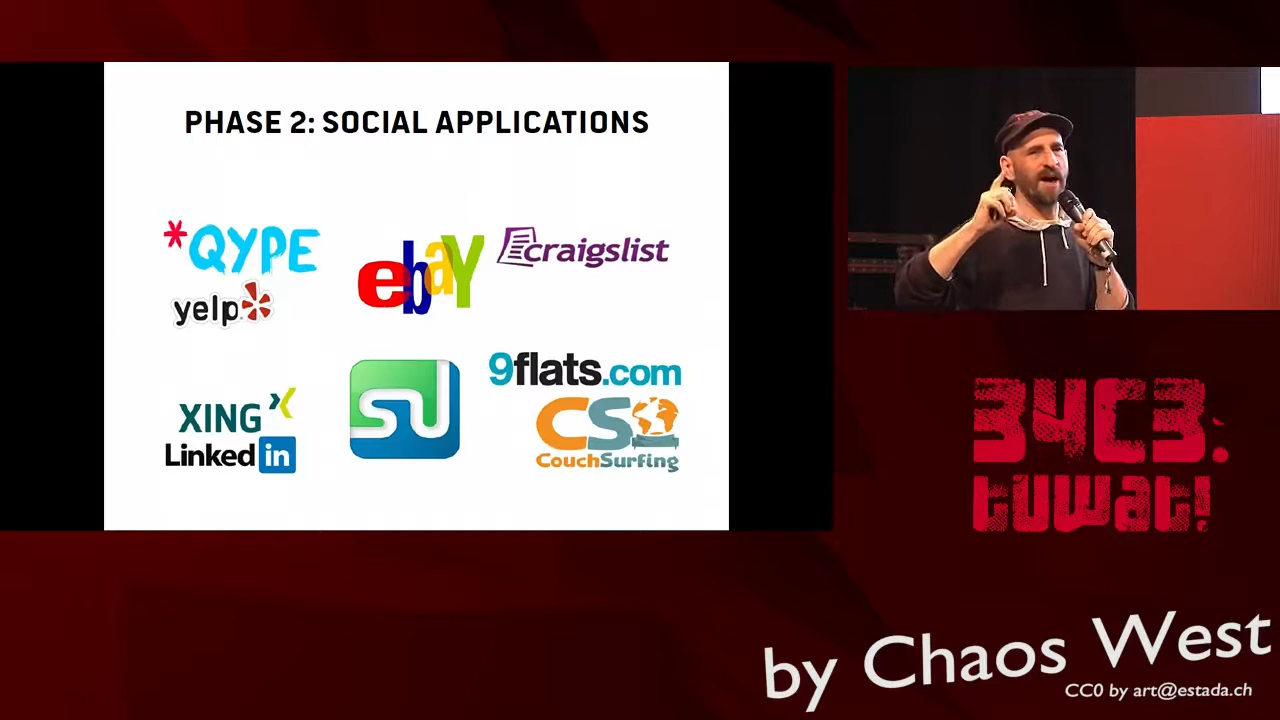 PHASE 2: SOCIAL APPLICATIONS
*QYPE
yelp
ebaY
craigslist
XING
Linked in
SU
9flats.com
CS
CouchSurfing
34C3:
tuwat!
by Chaos West
CC0 by art@estada.ch